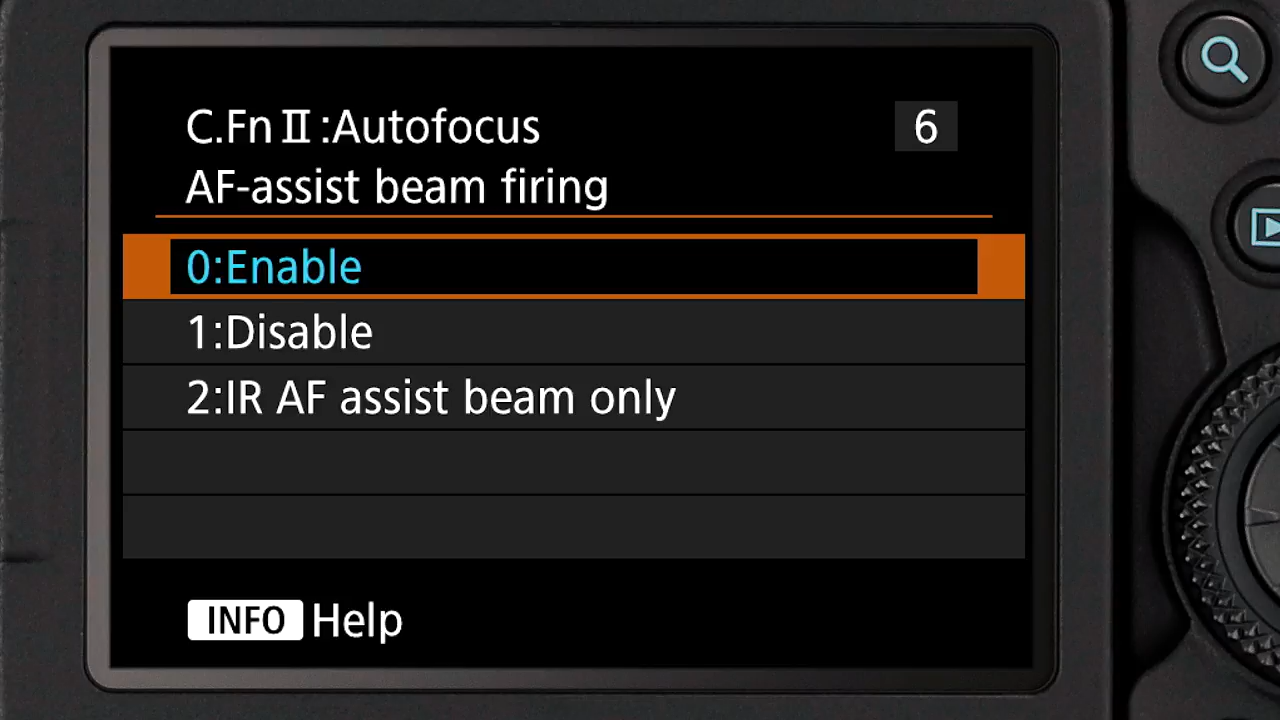 C.Fn II :Autofocus 6
AF-assist beam firing
0:Enable
1:Disable
2:IR AF assist beam only
INFO Help